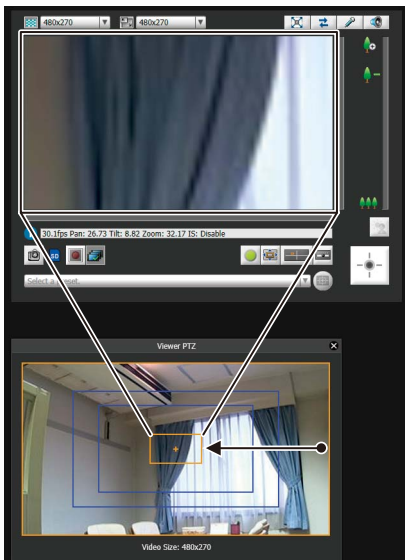 480x270 480x270
30.1fps Pan: 26.73 Tilt: 8.82 Zoom: 32.17 IS: Disable
SD
Select a preset.
Viewer PTZ
Video Size: 480x270